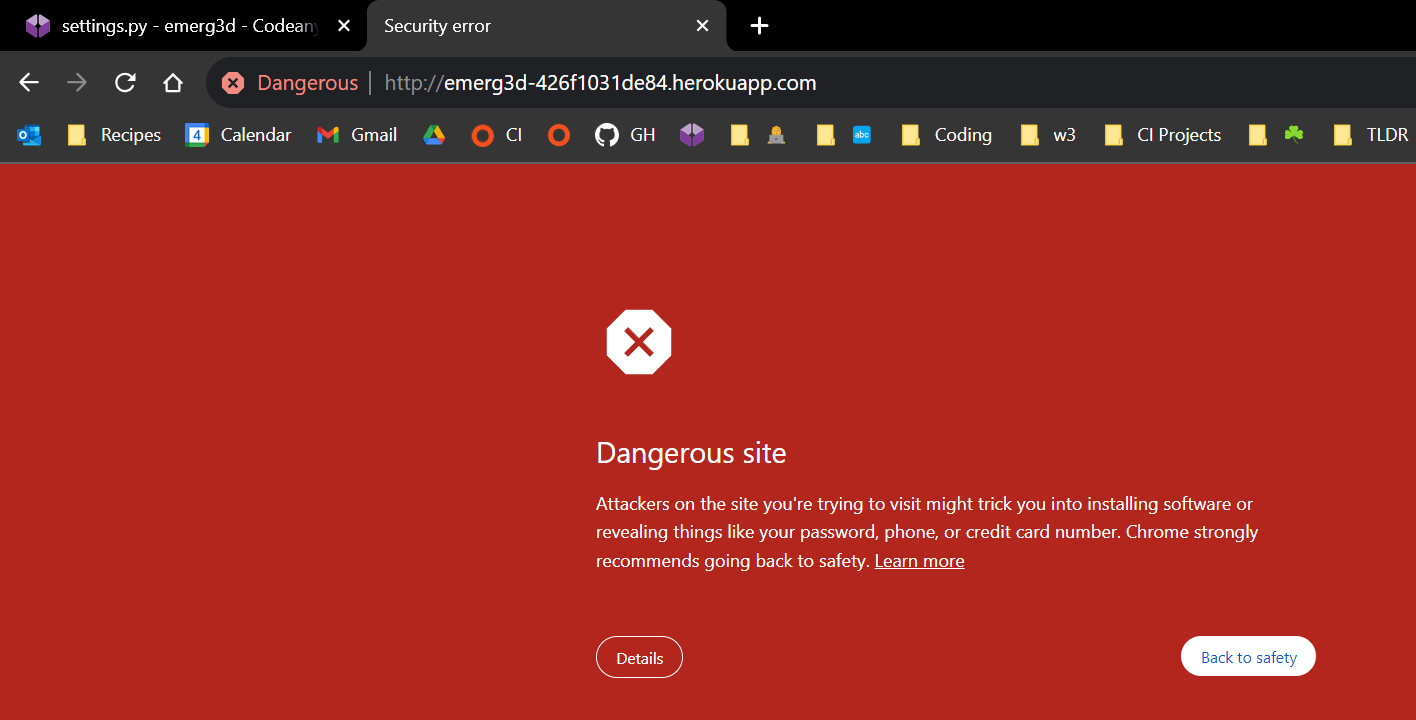 settings.py - emerg3d - Codean
Security error
Dangerous http://emerg3d-426f1031de84.herokuapp.com
Recipes 4 Calendar Gmail CI GH abc Coding w3 CI Projects TLDR
Dangerous site
Attackers on the site you're trying to visit might trick you into installing software or
revealing things like your password, phone, or credit card number. Chrome strongly
recommends going back to safety. Learn more
Details
Back to safety